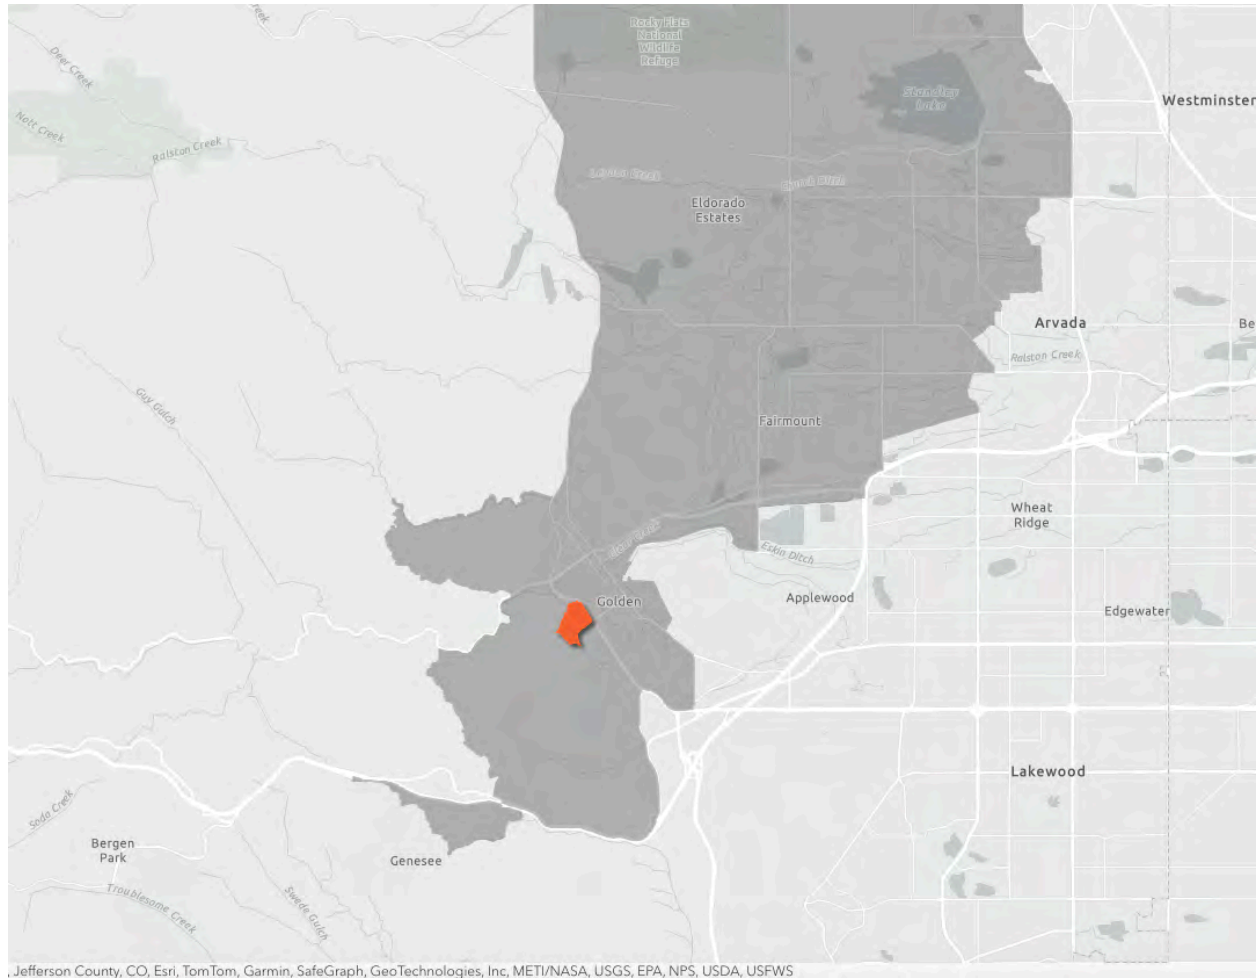 Creek
Rocky Flats
National
Wildlife
Refuge
Deer Creek
Standley
Lake
Westminster
Nott Creek
Ralston Creek
Leyden Creek
Church Ditch
Eldorado
Estates
Arvada
Be
Ralston Creek
Guy Gulch
Fairmount
Wheat
Ridge
Clear Creek
Eskin Ditch
Golden
Applewood
Edgewater
Lakewood
Soda Creek
Bergen
Park
Genesee
Troublesome Creek
Swede Gulch
, Jefferson County, CO, Esri, TomTom, Garmin, SafeGraph, GeoTechnologies, Inc, METI/NASA, USGS, EPA, NPS, USDA, USFWS